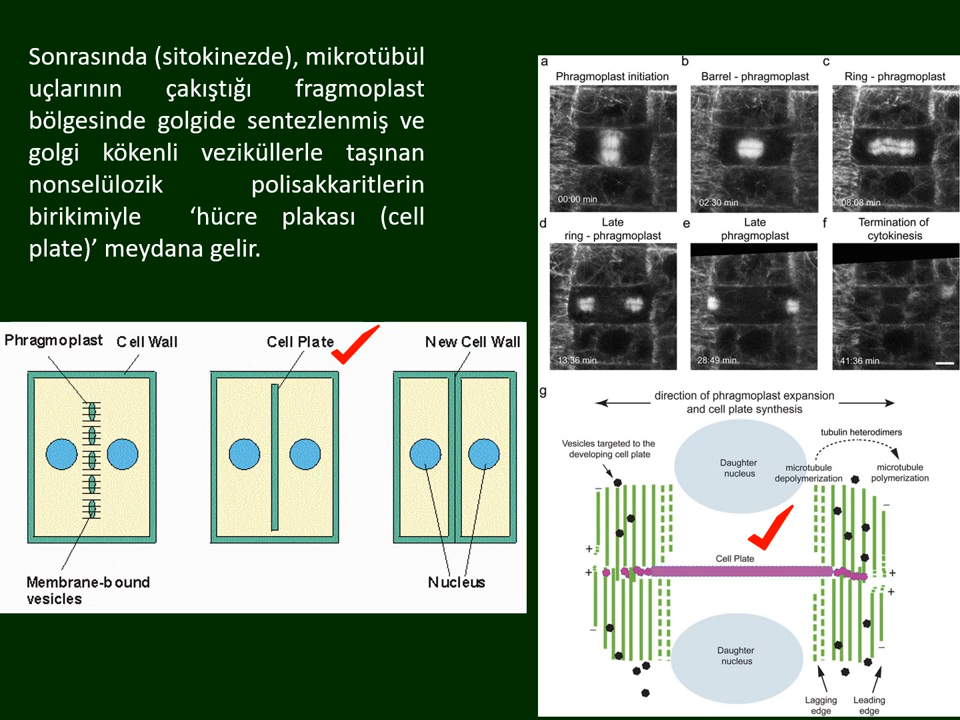 Sonrasında (sitokinezde), mikrotübül
uçlarının çakıştığı fragmoplast
bölgesinde golgide sentezlenmiş ve
golgi kökenli veziküllerle taşınan
nonselülozik polisakkaritlerin
birikimiyle ‘hücre plakası (cell
plate)’ meydana gelir.
Phragmoplast
Cell Wall
Cell Plate
New Cell Wall
Membrane-bound
vesicles
Nucleus
a
Phragmoplast initiation
00:00 min
b
Barrel - phragmoplast
02:30 min
c
Ring - phragmoplast
08:08 min
d
Late
ring - phragmoplast
13:36 min
e
Late
phragmoplast
28:49 min
f
Termination of
cytokinesis
41:36 min
g
direction of phragmoplast expansion
and cell plate synthesis
Vesicles targeted to the
developing cell plate
Daughter
nucleus
tubulin heterodimers
microtubule
depolymerization
microtubule
polymerization
−
−
+
+
Cell Plate
+
+
−
−
Daughter
nucleus
Lagging
edge
Leading
edge